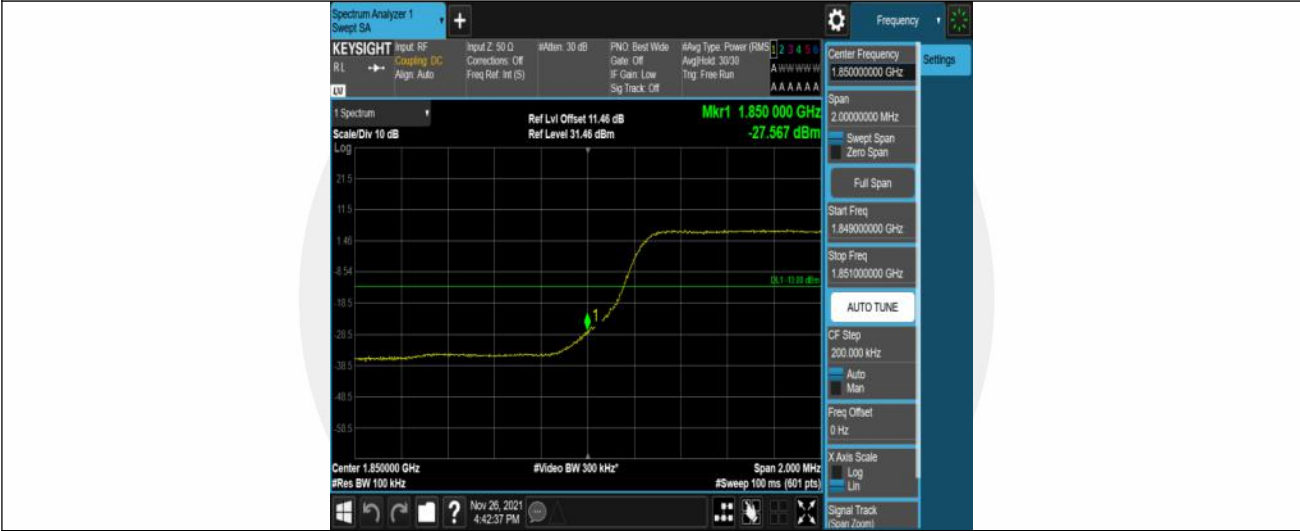 Spectrum Analyzer 1
Swept SA
Frequency
KEYSIGHT
RL
LVI
Input: RF
Coupling: DC
Align: Auto
Input Z: 50 Ω
Corrections: Off
Freq Ref: Int (S)
#Atten: 30 dB
PNO: Best Wide
Gate: Off
IF Gain: Low
Sig Track: Off
#Avg Type: Power (RMS
Avg|Hold: 30/30
Trig: Free Run
1 2 3 4 5 6
A W W W W W
A A A A A A
Center Frequency
1.850000000 GHz
Settings
Span
2.00000000 MHz
Swept Span
Zero Span
Full Span
Start Freq
1.849000000 GHz
Stop Freq
1.851000000 GHz
AUTO TUNE
CF Step
200.000 kHz
Auto
Man
Freq Offset
0 Hz
X Axis Scale
Log
Lin
Signal Track
(Span Zoom)
1 Spectrum
Scale/Div 10 dB
Log
Ref Lvl Offset 11.46 dB
Ref Level 31.46 dBm
Mkr1 1.850 000 GHz
-27.567 dBm
21.5
11.5
1.46
-8.54
DL1 -13.00 dBm
-18.5
1
-28.5
-38.5
-48.5
-58.5
Center 1.850000 GHz
#Res BW 100 kHz
#Video BW 300 kHz*
Span 2.000 MHz
#Sweep 100 ms (601 pts)
?
Nov 26, 2021
4:42:37 PM